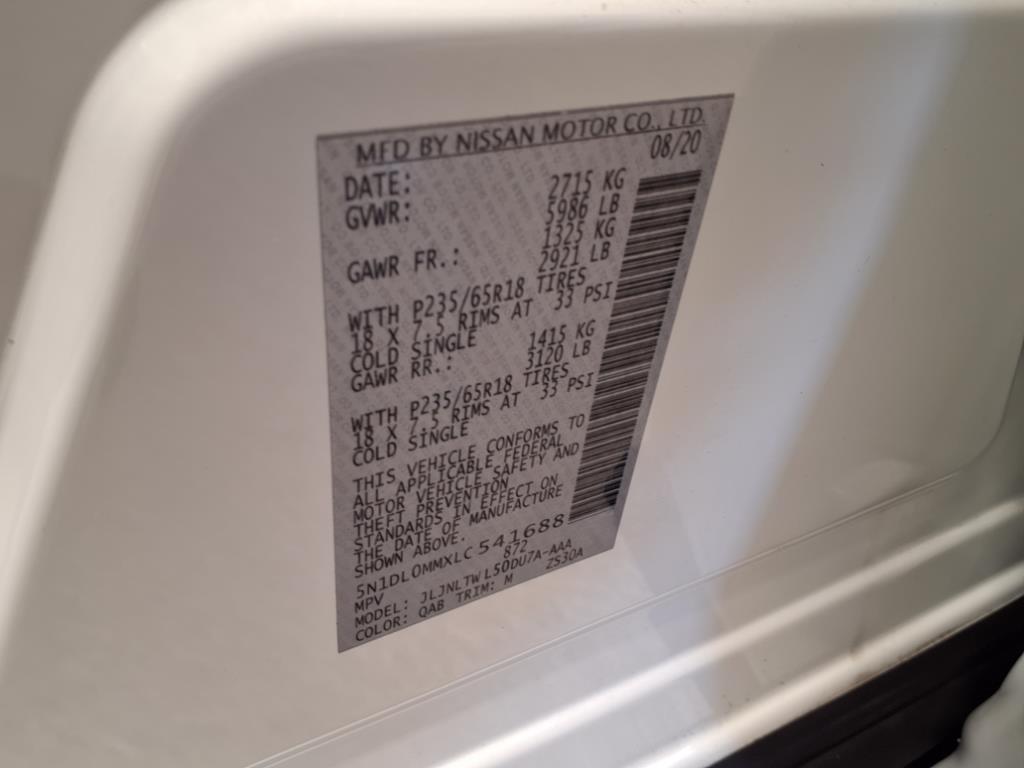 MFD BY NISSAN MOTOR CO., LTD.
DATE: 08/20
GVWR: 2715 KG
5986 LB
GAWR FR.: 1325 KG
2921 LB
WITH P235/65R18 TIRES
18 X 7.5 RIMS AT 33 PSI
COLD SINGLE
GAWR RR.: 1415 KG
3120 LB
WITH P235/65R18 TIRES
18 X 7.5 RIMS AT 33 PSI
COLD SINGLE
THIS VEHICLE CONFORMS TO
ALL APPLICABLE FEDERAL
MOTOR VEHICLE SAFETY AND
THEFT PREVENTION
STANDARDS IN EFFECT ON
THE DATE OF MANUFACTURE
SHOWN ABOVE.
5N1DL0MMXLC541688
MPV 872
MODEL: JLJNLTWL50DU7A-AAA
COLOR: QAB TRIM: M ZS30A